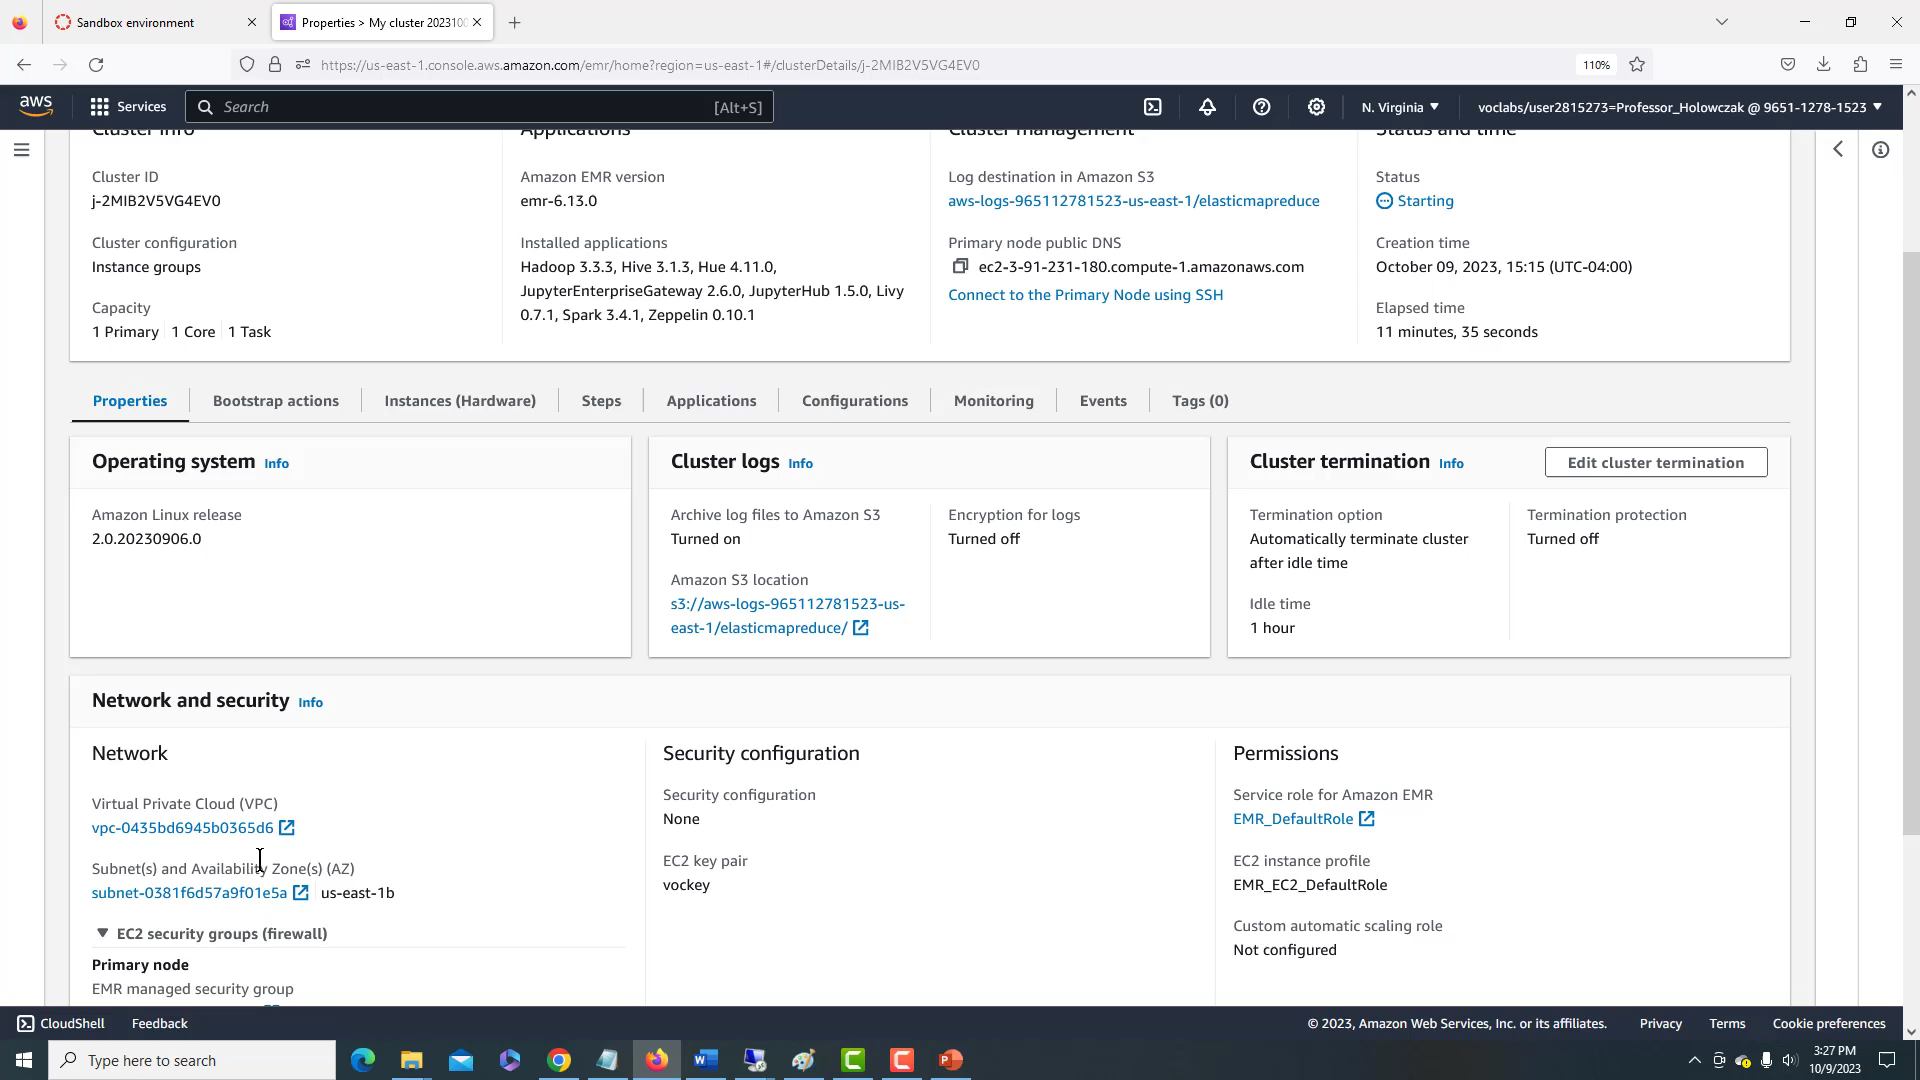 Sandbox environment
Properties > My cluster 2023100
https://us-east-1.console.aws.amazon.com/emr/home?region=us-east-1#/clusterDetails/j-2MIB2V5VG4EV0
110%
aws
Services
Search
[Alt+S]
N. Virginia
voclabs/user2815273=Professor_Holowczak @ 9651-1278-1523
Cluster info
Applications
Cluster management
Status and time
Cluster ID
j-2MIB2V5VG4EV0
Cluster configuration
Instance groups
Capacity
1 Primary 1 Core 1 Task
Amazon EMR version
emr-6.13.0
Installed applications
Hadoop 3.3.3, Hive 3.1.3, Hue 4.11.0,
JupyterEnterpriseGateway 2.6.0, JupyterHub 1.5.0, Livy
0.7.1, Spark 3.4.1, Zeppelin 0.10.1
Log destination in Amazon S3
aws-logs-965112781523-us-east-1/elasticmapreduce
Primary node public DNS
ec2-3-91-231-180.compute-1.amazonaws.com
Connect to the Primary Node using SSH
Status
Starting
Creation time
October 09, 2023, 15:15 (UTC-04:00)
Elapsed time
11 minutes, 35 seconds
Properties
Bootstrap actions
Instances (Hardware)
Steps
Applications
Configurations
Monitoring
Events
Tags (0)
Operating system Info
Amazon Linux release
2.0.20230906.0
Cluster logs Info
Archive log files to Amazon S3
Turned on
Amazon S3 location
s3://aws-logs-965112781523-us-
east-1/elasticmapreduce/
Encryption for logs
Turned off
Cluster termination Info
Edit cluster termination
Termination option
Automatically terminate cluster
after idle time
Idle time
1 hour
Termination protection
Turned off
Network and security Info
Network
Virtual Private Cloud (VPC)
vpc-0435bd6945b0365d6
Subnet(s) and Availability Zone(s) (AZ)
subnet-0381f6d57a9f01e5a us-east-1b
EC2 security groups (firewall)
Primary node
EMR managed security group
Security configuration
Security configuration
None
EC2 key pair
vockey
Permissions
Service role for Amazon EMR
EMR_DefaultRole
EC2 instance profile
EMR_EC2_DefaultRole
Custom automatic scaling role
Not configured
CloudShell
Feedback
© 2023, Amazon Web Services, Inc. or its affiliates.
Privacy
Terms
Cookie preferences
Type here to search
3:27 PM
10/9/2023